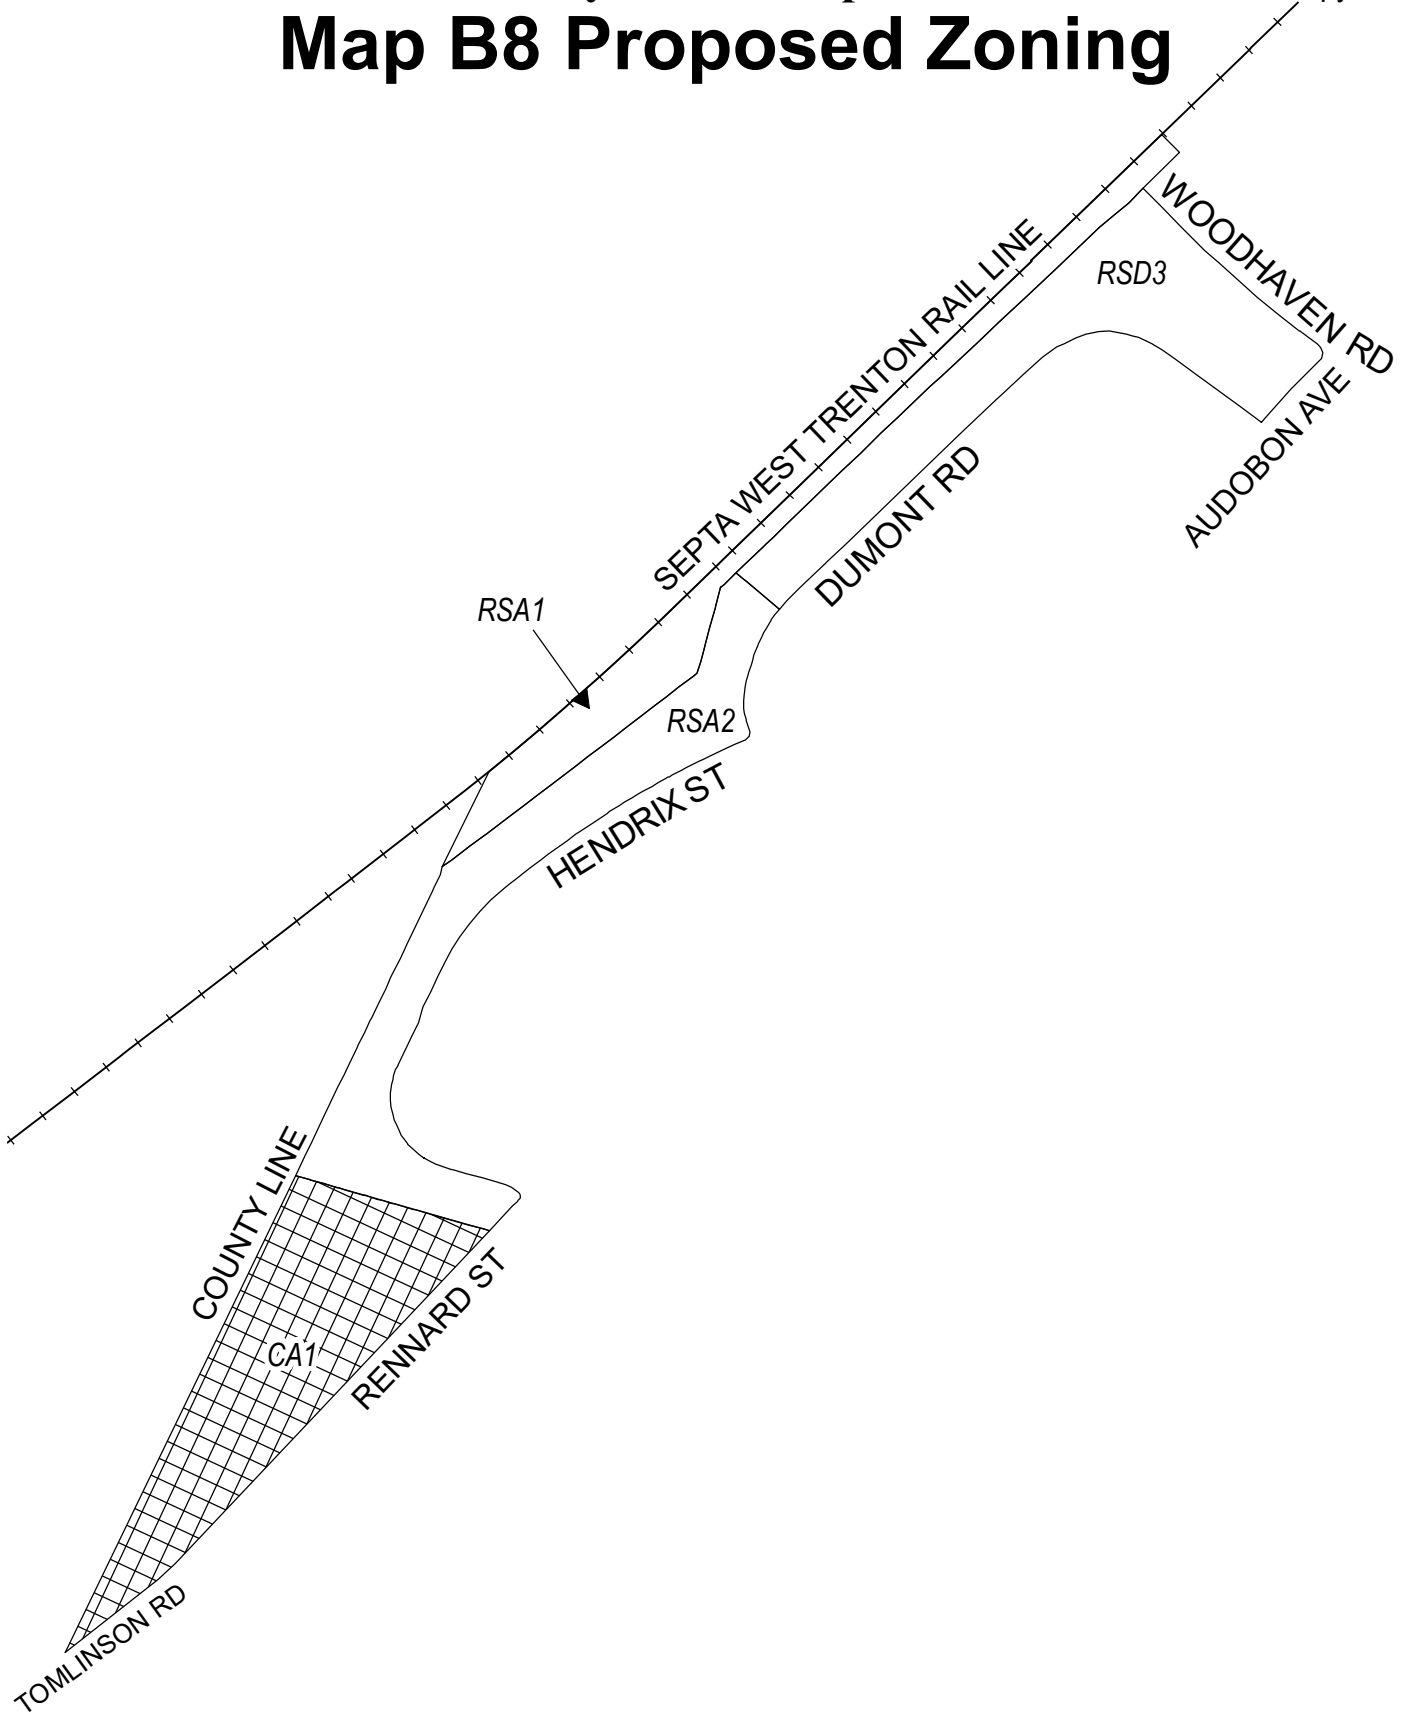 Map B8 Proposed Zoning
WOODHAVEN RD
RSD3
SEPTA WEST TRENTON RAIL LINE
AUDOBON AVE
DUMONT RD
RSA1
RSA2
HENDRIX ST
COUNTY LINE
RENNARD ST
CA1
TOMLINSON RD